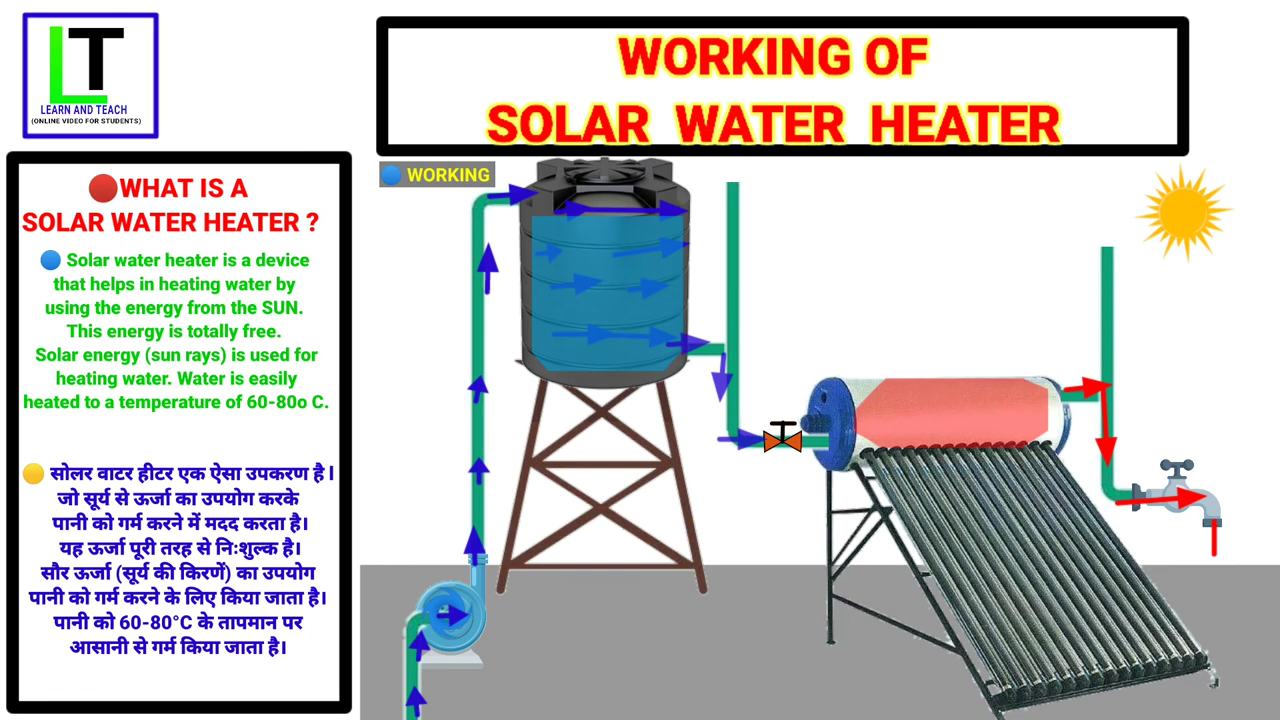 LT
LEARN AND TEACH
(ONLINE VIDEO FOR STUDENTS)
WORKING OF
SOLAR WATER HEATER
WHAT IS A
SOLAR WATER HEATER ?
Solar water heater is a device
that helps in heating water by
using the energy from the SUN.
This energy is totally free.
Solar energy (sun rays) is used for
heating water. Water is easily
heated to a temperature of 60-80o C.
सोलर वाटर हीटर एक ऐसा उपकरण है।
जो सूर्य से ऊर्जा का उपयोग करके
पानी को गर्म करने में मदद करता है।
यह ऊर्जा पूरी तरह से निःशुल्क है।
सौर ऊर्जा (सूर्य की किरणें) का उपयोग
पानी को गर्म करने के लिए किया जाता है।
पानी को 60-80°C के तापमान पर
आसानी से गर्म किया जाता है।
WORKING